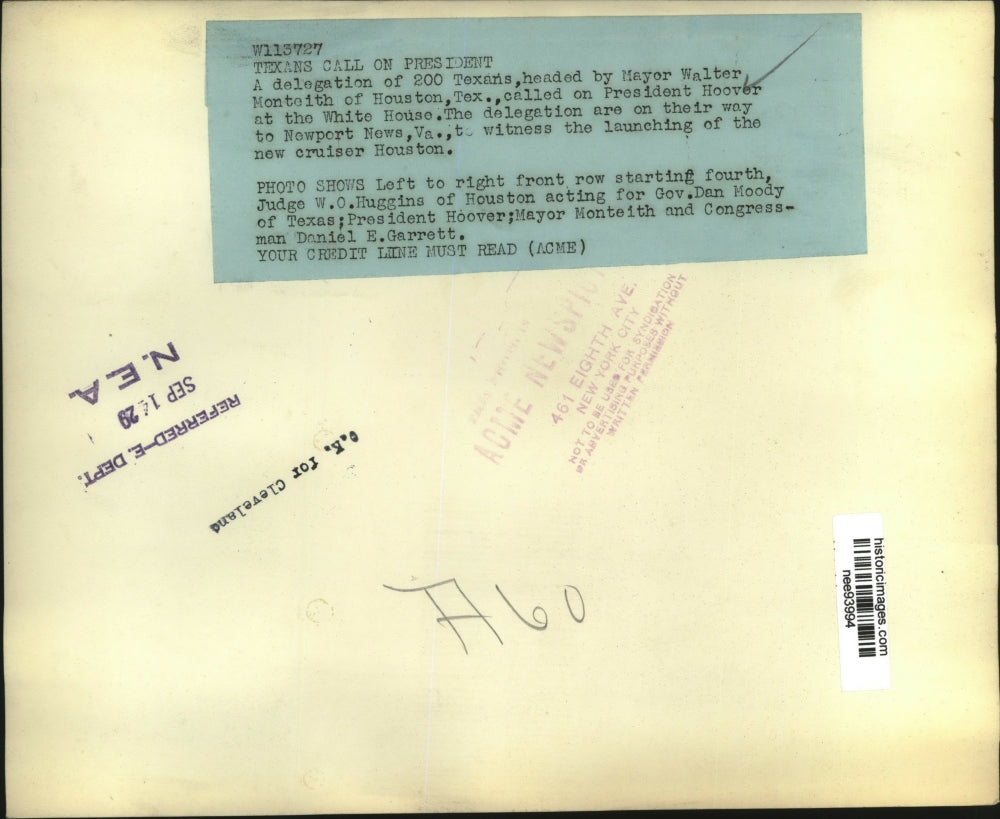 W115727
TEXANS CALL ON PRESIDENT
A delegation of 200 Texans,headed by Mayor Walter
Monteith of Houston,Tex.,called on President Hoover
at the White House.The delegation are on their way
to Newport News,Va.,to witness the launching of the
new cruiser Houston.
PHOTO SHOWS Left to right front row starting fourth,
Judge W.O.Huggins of Houston acting for Gov.Dan Moody
of Texas;President Hoover;Mayor Monteith and Congress-
man Daniel E.Garrett.
YOUR CREDIT LINE MUST READ (ACME)
ACME NEWSPIC
461 EIGHTH AVE.
NEW YORK CITY
NOT TO BE USED FOR SYNDICATION
OR ADVERTISING PURPOSES WITHOUT
WRITTEN PERMISSION
REFERRED-E. DEPT.
SEP 14 29
N. E. A.
O.K. for Cleveland
A60
historicimages.com
nee93994